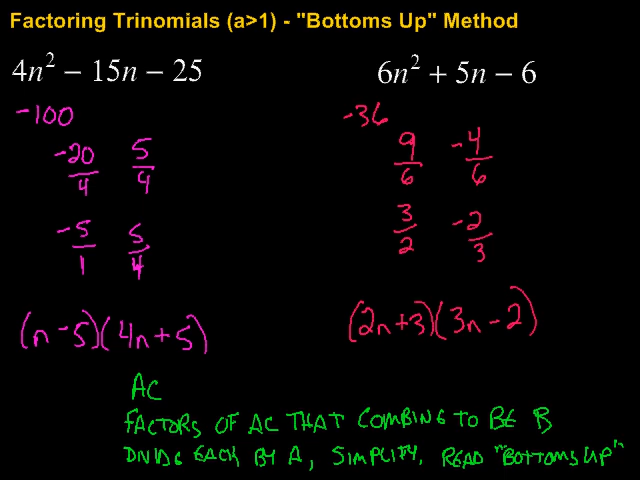 Factoring Trinomials (a>1) - "Bottoms Up" Method
4n² − 15n − 25
-100
-20/4 5/4
-5/1 5/4
(n-5)(4n+5)
6n² + 5n − 6
-36
9/6 -4/6
3/2 -2/3
(2n+3)(3n-2)
AC
FACTORS OF AC THAT COMBING TO BE B
DIVIDE EACH BY A, SIMPLIFY, READ "BOTTOMS UP"